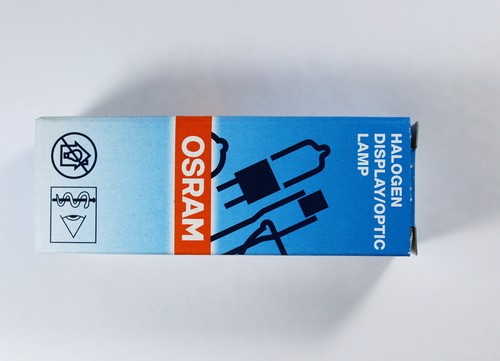 OSRAM
HALOGEN
DISPLAY/OPTIC
LAMP